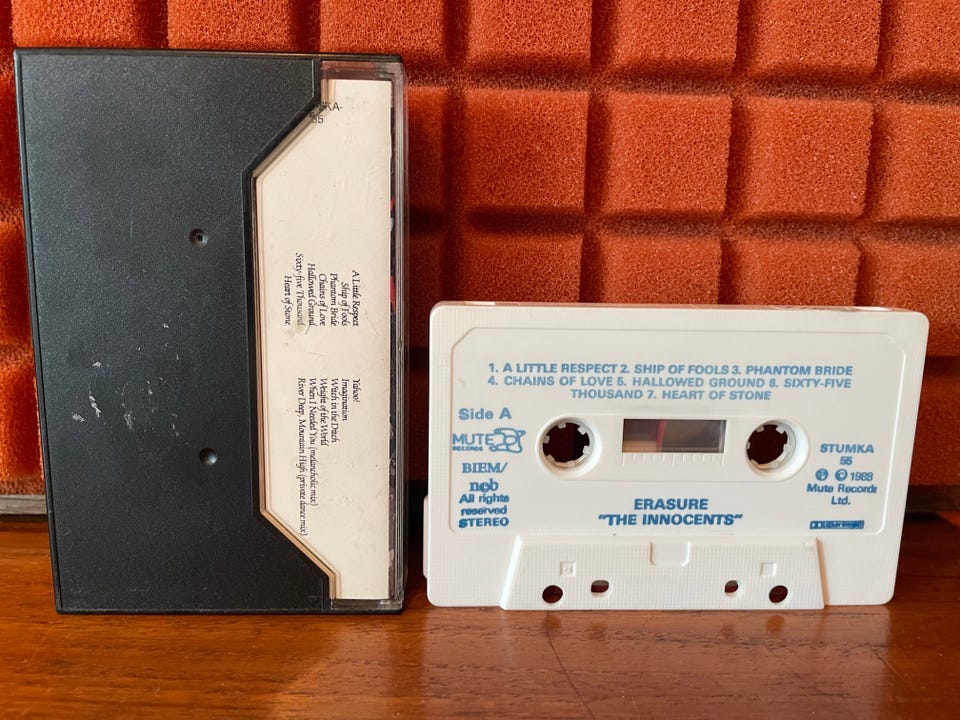 KA-
55
A Little Respect
Ship of Fools
Phantom Bride
Chains of Love
Hallowed Ground
Sixty-five Thousand
Heart of Stone
Yahoo!
Imagination
Witch in the Ditch
Weight of the World
When I Needed You (melancholic mix)
River Deep, Mountain High (private dance mix)
1. A LITTLE RESPECT 2. SHIP OF FOOLS 3. PHANTOM BRIDE
4. CHAINS OF LOVE 5. HALLOWED GROUND 6. SIXTY-FIVE
THOUSAND 7. HEART OF STONE
Side A
MUTE
RECORDS
BIEM/
ncb
All rights
reserved
STEREO
STUMKA
55
Ⓟ © 1988
Mute Records
Ltd.
ERASURE
"THE INNOCENTS"